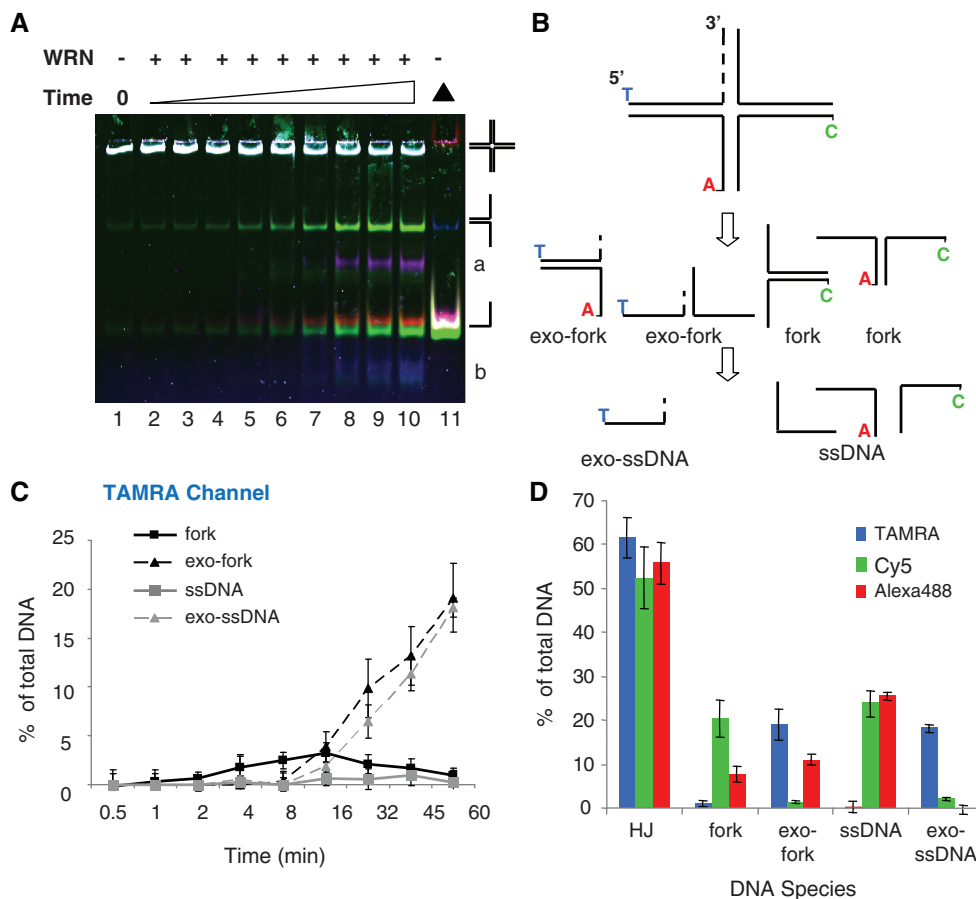 A
WRN - + + + + + + + + + -
Time 0 ▲
a
b
1 2 3 4 5 6 7 8 9 10 11
B
3'
5'
T
C
A
T
A
exo-fork
T
exo-fork
C
fork
A
C
fork
T
exo-ssDNA
A
C
ssDNA
C TAMRA Channel
fork
exo-fork
ssDNA
exo-ssDNA
% of total DNA
25
20
15
10
5
0
0.5 1 2 4 8 16 32 45 60
Time (min)
D
TAMRA
Cy5
Alexa488
% of total DNA
70
60
50
40
30
20
10
0
HJ fork exo-fork ssDNA exo-ssDNA
DNA Species